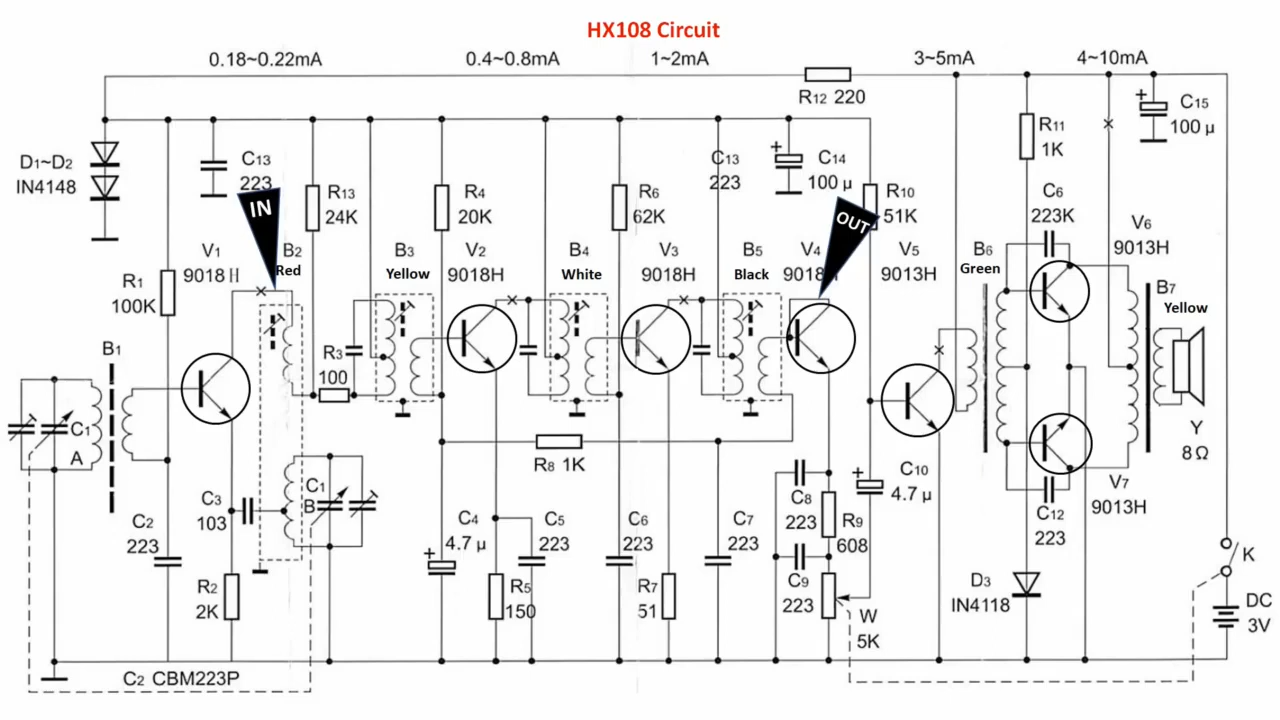 HX108 Circuit
0.18~0.22mA
0.4~0.8mA
1~2mA
3~5mA
4~10mA
R12 220
D1~D2
IN4148
C13
223
R13
24K
R4
20K
R6
62K
C13
223
C14
100 μ
R10
51K
R11
1K
C15
100 μ
IN
OUT
V1
9018 II
B2
Red
B3
Yellow
V2
9018H
B4
White
V3
9018H
B5
Black
V4
9018H
V5
9013H
B6
Green
C6
223K
V6
9013H
B7
Yellow
R1
100K
B1
R3
100
C1
A
Y
8Ω
C2
223
C3
103
C1
B
R8 1K
C4
4.7 μ
C5
223
C6
223
C7
223
C8
223
R9
608
C10
4.7 μ
V7
9013H
C12
223
R2
2K
R5
150
R7
51
C9
223
W
5K
D3
IN4118
K
DC
3V
C2 CBM223P